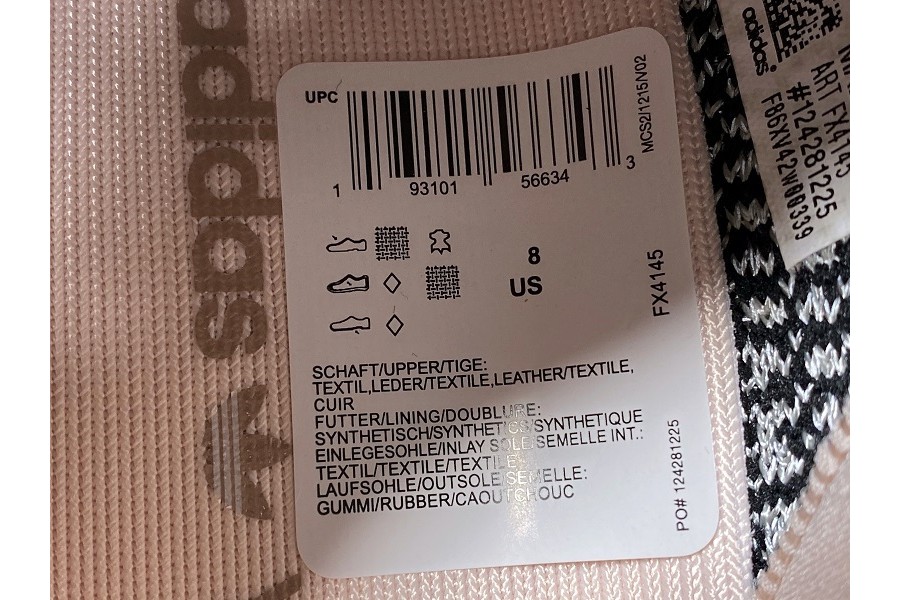 adidas
UPC
1 93101 56634 3
MCS2/1215/V02
8
US
FX4145
SCHAFT/UPPER/TIGE:
TEXTIL,LEDER/TEXTILE,LEATHER/TEXTILE,
CUIR
FUTTER/LINING/DOUBLURE:
SYNTHETISCH/SYNTHETICS/SYNTHETIQUE
EINLEGESOHLE/INLAY SOLE/SEMELLE INT.:
TEXTIL/TEXTILE/TEXTILE
LAUFSOHLE/OUTSOLE/SEMELLE:
GUMMI/RUBBER/CAOUTCHOUC
PO# 124281225
adidas
ART FX4145
#124281225
F06XV42W00339